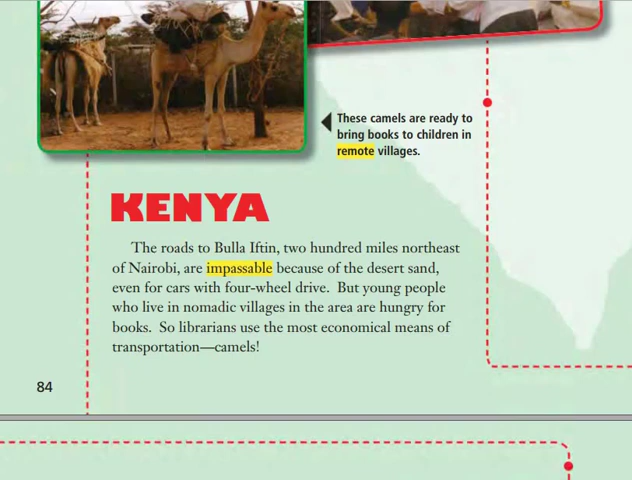 These camels are ready to
bring books to children in
remote villages.
KENYA
The roads to Bulla Iftin, two hundred miles northeast
of Nairobi, are impassable because of the desert sand,
even for cars with four-wheel drive. But young people
who live in nomadic villages in the area are hungry for
books. So librarians use the most economical means of
transportation—camels!
84